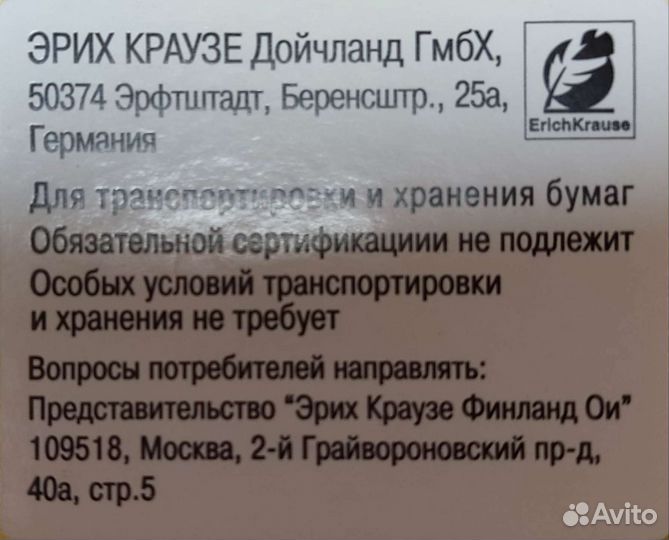 ЭРИХ КРАУЗЕ Дойчланд ГмбХ,
50374 Эрфтштадт, Беренсштр., 25а,
Германия
ErichKrause
Для транспортировки и хранения бумаг
Обязательной сертификациии не подлежит
Особых условий транспортировки
и хранения не требует
Вопросы потребителей направлять:
Представительство "Эрих Краузе Финланд Ои"
109518, Москва, 2-й Грайвороновский пр-д,
40а, стр.5
Avito